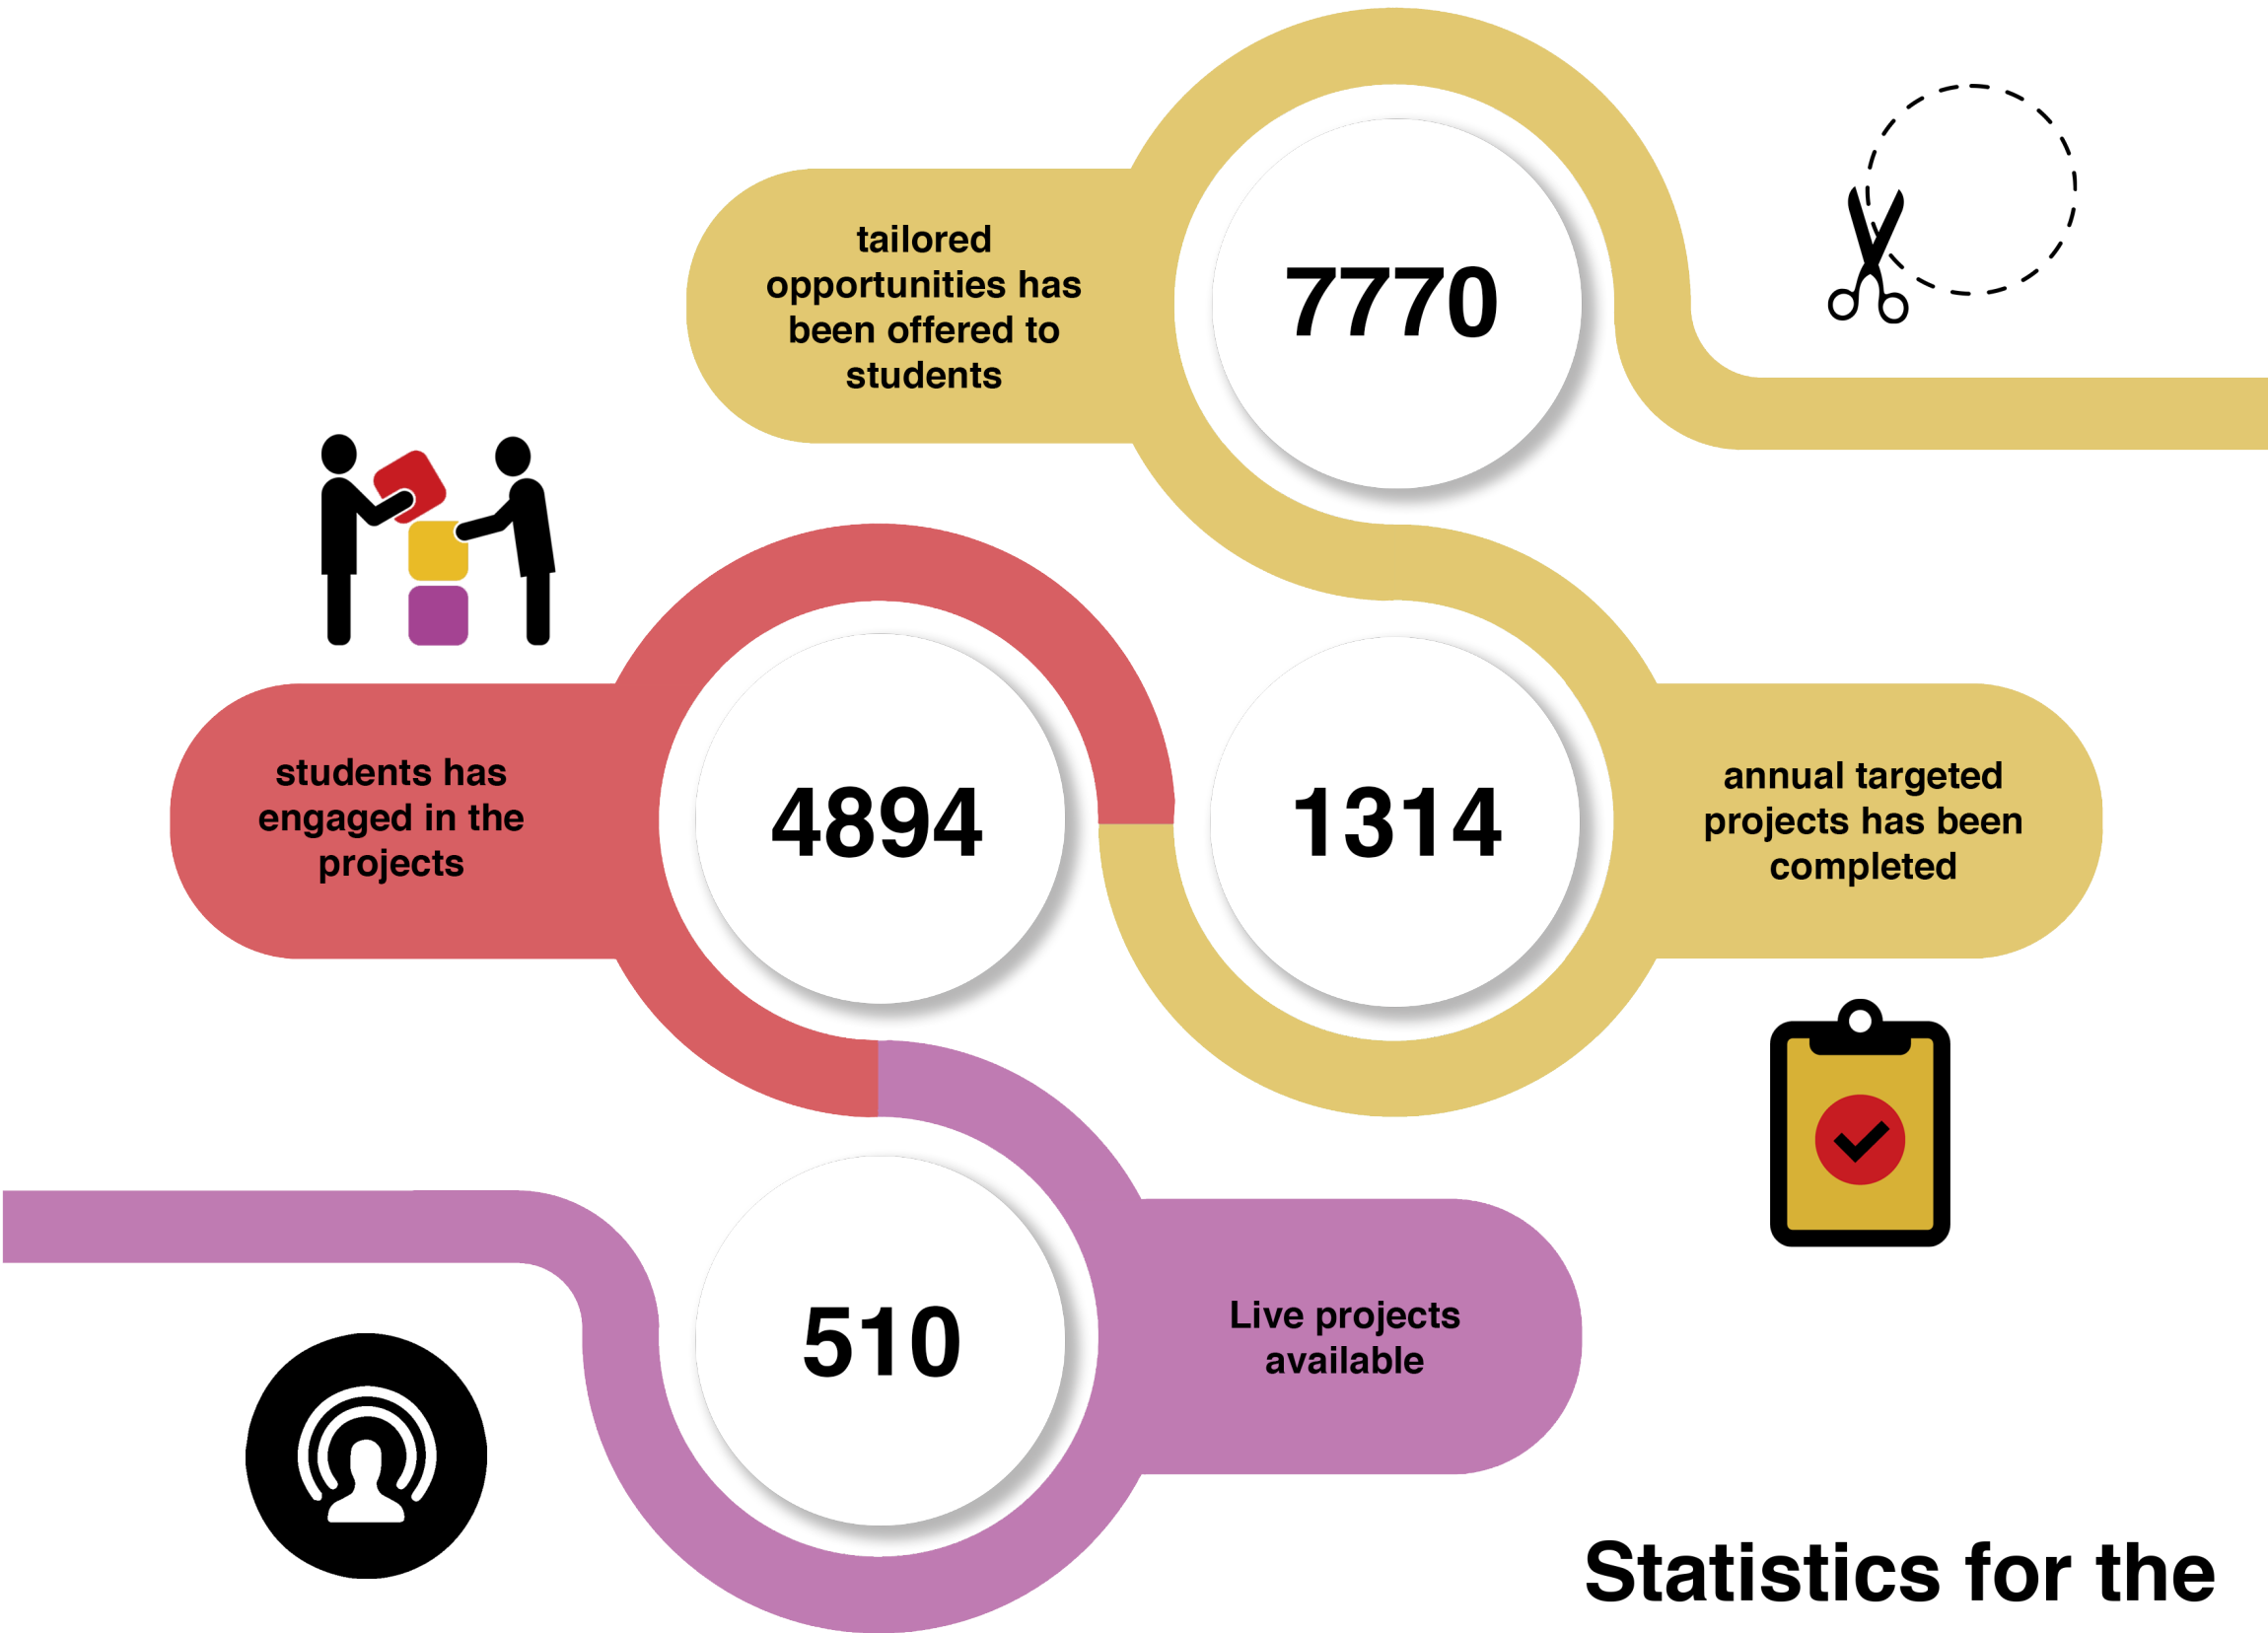 tailored
opportunities has
been offered to
students
7770
students has
engaged in the
projects
4894
1314
annual targeted
projects has been
completed
510
Live projects
available
Statistics for the